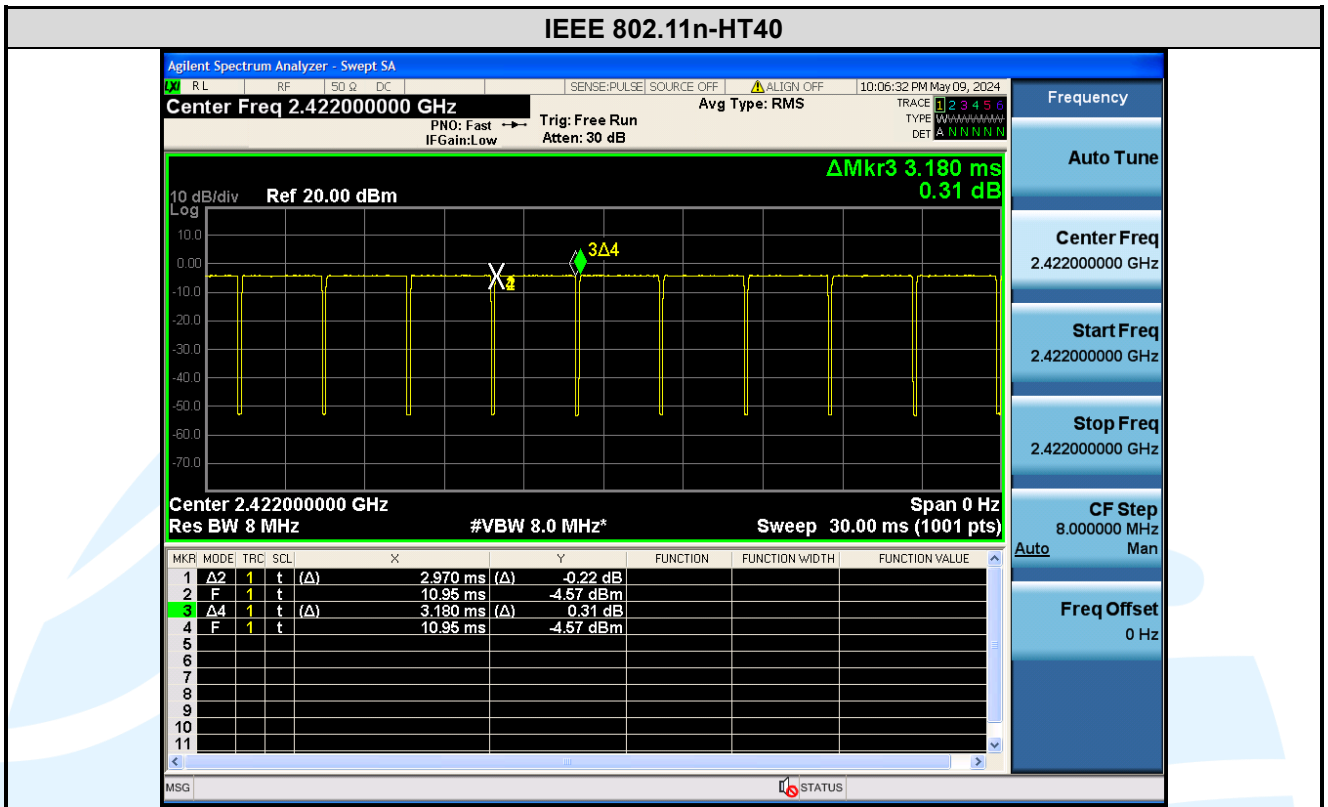 IEEE 802.11n-HT40
Agilent Spectrum Analyzer - Swept SA
LXI RL RF 50 Ω DC SENSE:PULSE SOURCE OFF ALIGN OFF 10:06:32 PM May 09, 2024
Center Freq 2.422000000 GHz Avg Type: RMS TRACE 1 2 3 4 5 6
PNO: Fast Trig: Free Run TYPE WWWWWW
IFGain:Low Atten: 30 dB DET A N N N N N
ΔMkr3 3.180 ms
0.31 dB
10 dB/div Ref 20.00 dBm
Log
10.0
0.00
-10.0
-20.0
-30.0
-40.0
-50.0
-60.0
-70.0
3Δ4
Center 2.422000000 GHz Span 0 Hz
Res BW 8 MHz #VBW 8.0 MHz* Sweep 30.00 ms (1001 pts)
MKR MODE TRC SCL X Y FUNCTION FUNCTION WIDTH FUNCTION VALUE
1 Δ2 1 t (Δ) 2.970 ms (Δ) -0.22 dB
2 F 1 t 10.95 ms -4.57 dBm
3 Δ4 1 t (Δ) 3.180 ms (Δ) 0.31 dB
4 F 1 t 10.95 ms -4.57 dBm
5
6
7
8
9
10
11
MSG STATUS
Frequency
Auto Tune
Center Freq
2.422000000 GHz
Start Freq
2.422000000 GHz
Stop Freq
2.422000000 GHz
CF Step
8.000000 MHz
Auto Man
Freq Offset
0 Hz